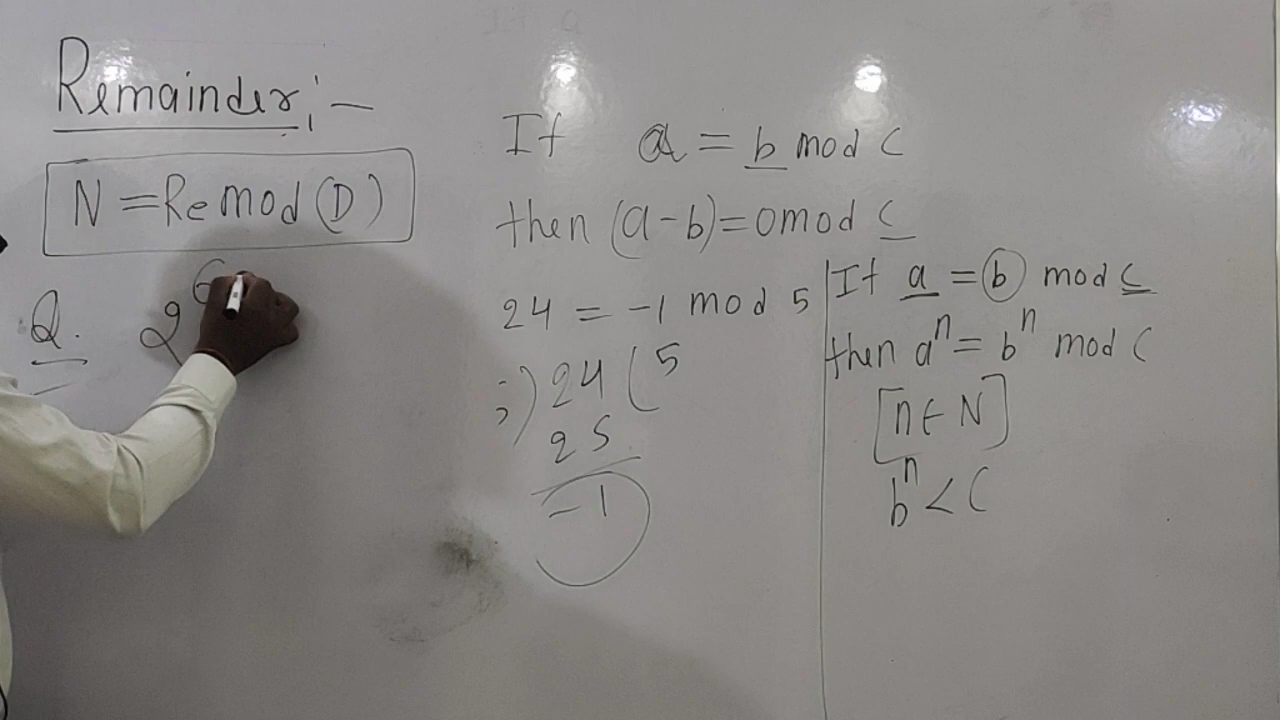 Remainder:-
N = Re mod (D)
Q. 2^6
If a = b mod C
then (a-b) = 0 mod C
24 = -1 mod 5
;) 24 ( 5
25
-1
If a = b mod C
then a^n = b^n mod C
[n ∈ N]
b^n < C